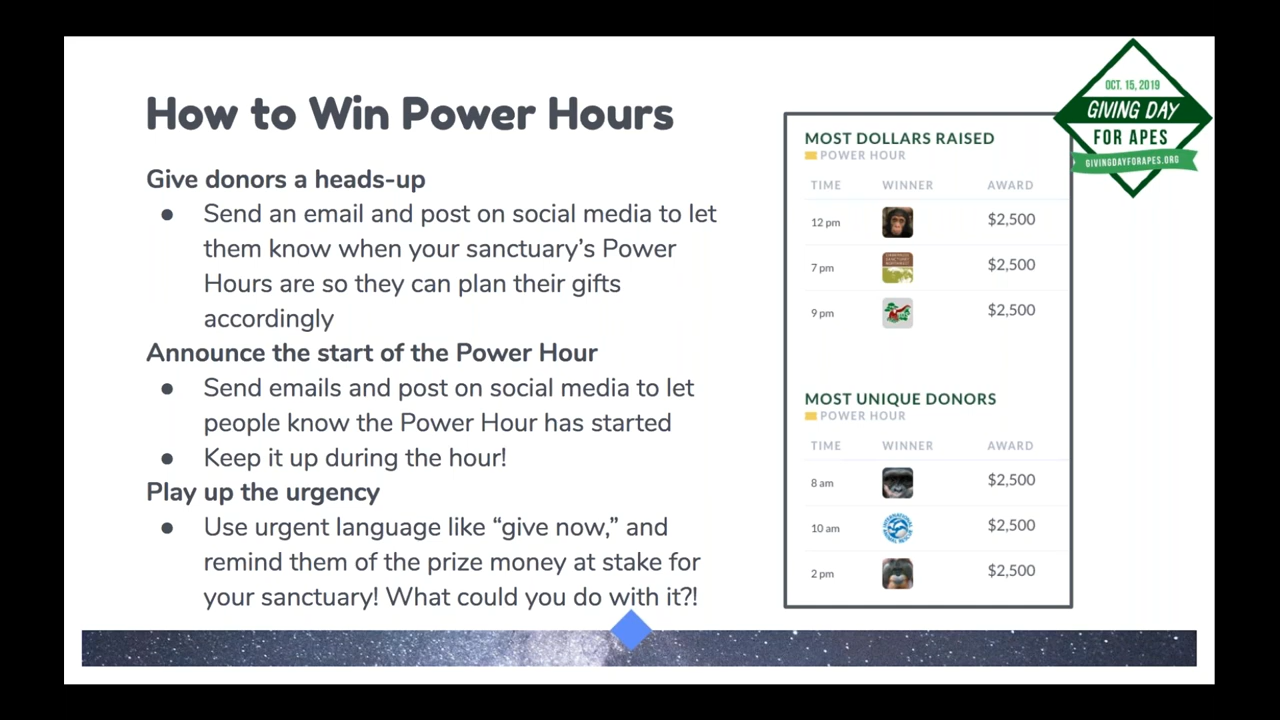 How to Win Power Hours
Give donors a heads-up
● Send an email and post on social media to let
them know when your sanctuary’s Power
Hours are so they can plan their gifts
accordingly
Announce the start of the Power Hour
● Send emails and post on social media to let
people know the Power Hour has started
● Keep it up during the hour!
Play up the urgency
● Use urgent language like “give now,” and
remind them of the prize money at stake for
your sanctuary! What could you do with it?!
MOST DOLLARS RAISED
POWER HOUR
TIME WINNER AWARD
12 pm $2,500
7 pm $2,500
9 pm $2,500
MOST UNIQUE DONORS
POWER HOUR
TIME WINNER AWARD
8 am $2,500
10 am $2,500
2 pm $2,500
OCT. 15, 2019
GIVING DAY
FOR APES
GIVINGDAYFORAPES.ORG